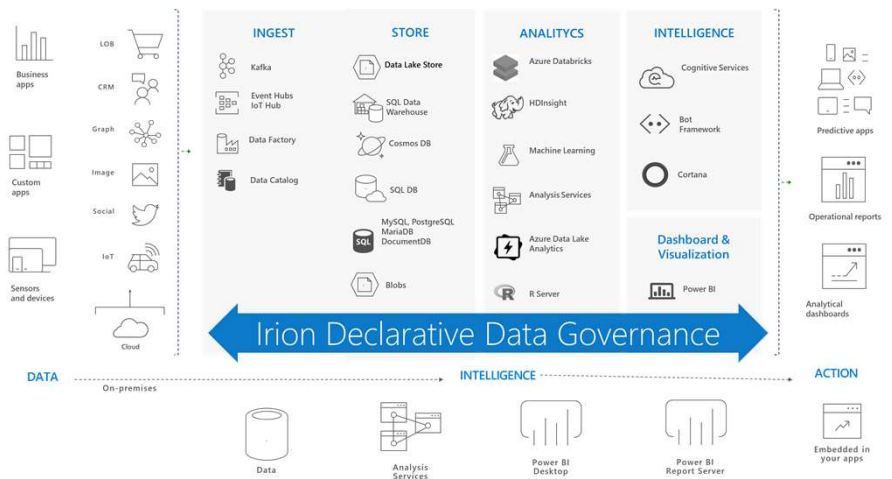 Business
apps
Custom
apps
Sensors
and devices
LOB
CRM
Graph
Image
Social
IoT
Cloud
INGEST
Kafka
Event Hubs
IoT Hub
Data Factory
Data Catalog
STORE
Data Lake Store
SQL Data
Warehouse
Cosmos DB
SQL DB
SQL
MySQL, PostgreSQL
MariaDB
DocumentDB
Blobs
ANALITYCS
Azure Databricks
HDInsight
Machine Learning
Analysis Services
Azure Data Lake
Analytics
R
R Server
INTELLIGENCE
Cognitive Services
Bot
Framework
Cortana
Dashboard &
Visualization
Power BI
Predictive apps
Operational reports
Analytical
dashboards
Irion Declarative Data Governance
DATA
INTELLIGENCE
ACTION
On-premises
Data
Analysis
Services
Power BI
Desktop
Power BI
Report Server
Embedded in
your apps